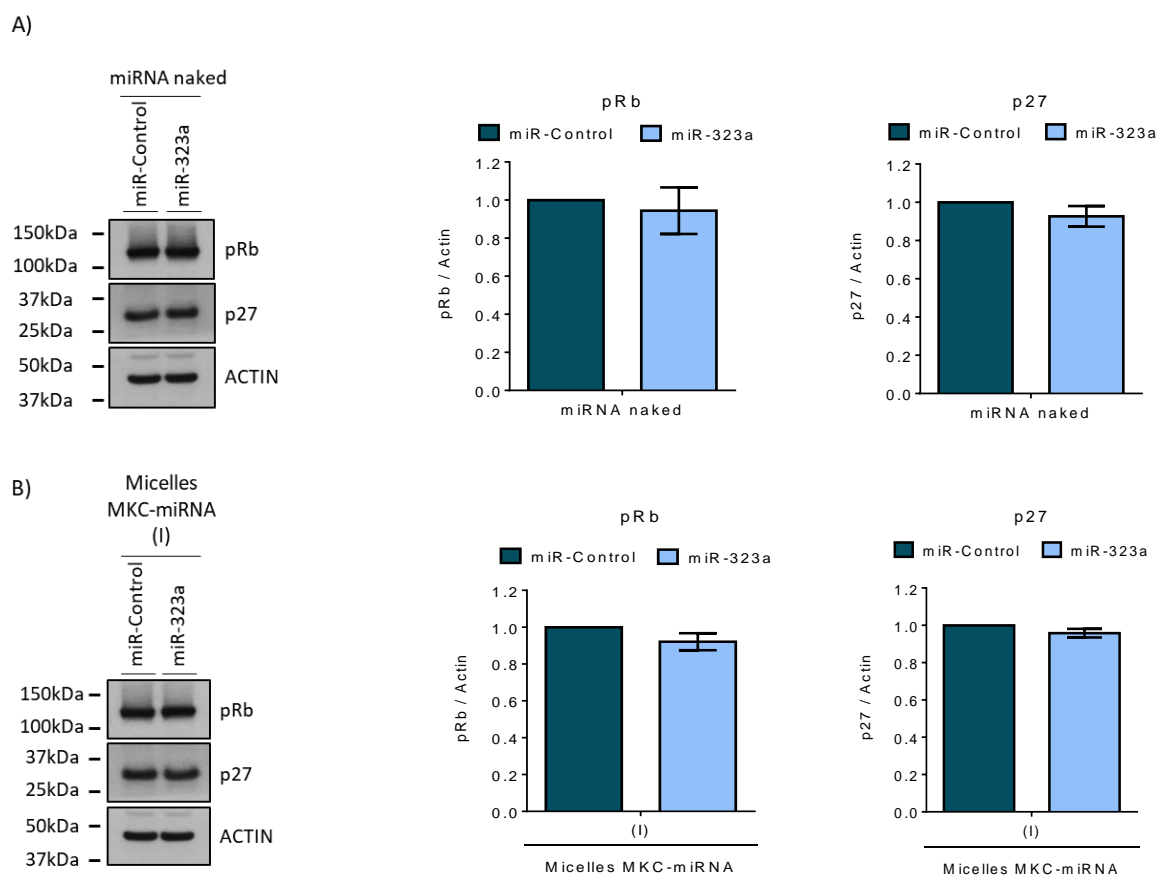 A)
miRNA naked
miR-Control
miR-323a
150kDa
100kDa
pRb
37kDa
25kDa
p27
50kDa
37kDa
ACTIN
pRb
miR-Control
miR-323a
1.2
1.0
0.8
0.6
0.4
0.2
0.0
pRb / Actin
miRNA naked
p27
miR-Control
miR-323a
1.2
1.0
0.8
0.6
0.4
0.2
0.0
p27 / Actin
miRNA naked
B)
Micelles
MKC-miRNA
(I)
miR-Control
miR-323a
150kDa
100kDa
pRb
37kDa
25kDa
p27
50kDa
37kDa
ACTIN
pRb
miR-Control
miR-323a
1.2
1.0
0.8
0.6
0.4
0.2
0.0
pRb / Actin
(I)
Micelles MKC-miRNA
p27
miR-Control
miR-323a
1.2
1.0
0.8
0.6
0.4
0.2
0.0
p27 / Actin
(I)
Micelles MKC-miRNA